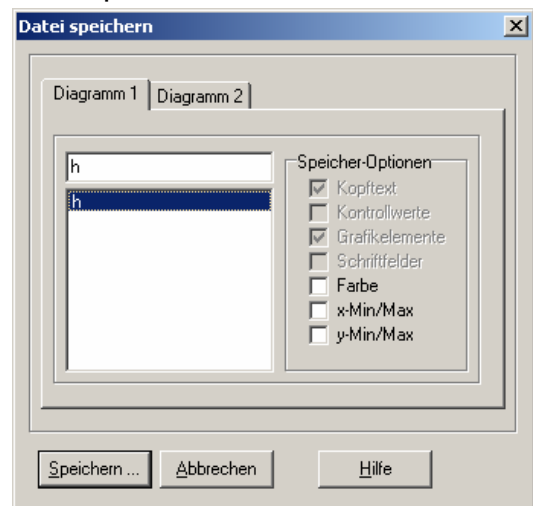 Datei speichern
Diagramm 1 Diagramm 2
h
h
Speicher-Optionen
Kopftext
Kontrollwerte
Grafikelemente
Schriftfelder
Farbe
x-Min/Max
y-Min/Max
Speichern ... Abbrechen Hilfe